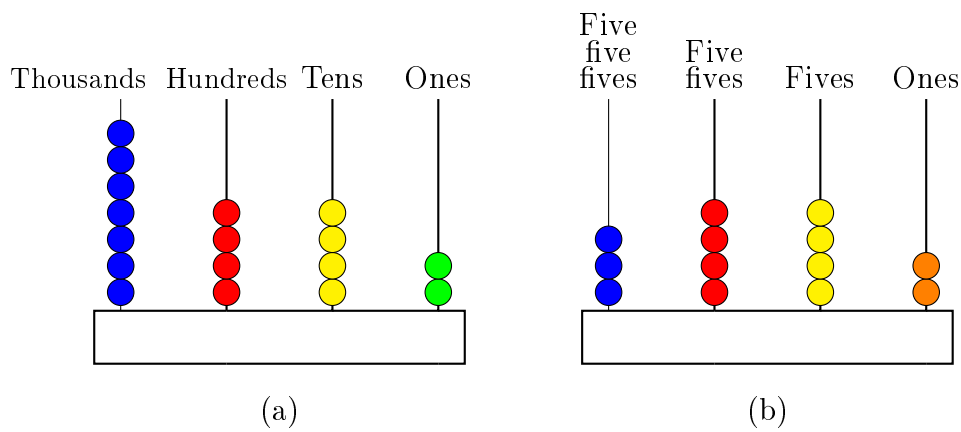 Thousands Hundreds Tens Ones
Five
five
fives
Five
fives
Fives Ones
(a)
(b)